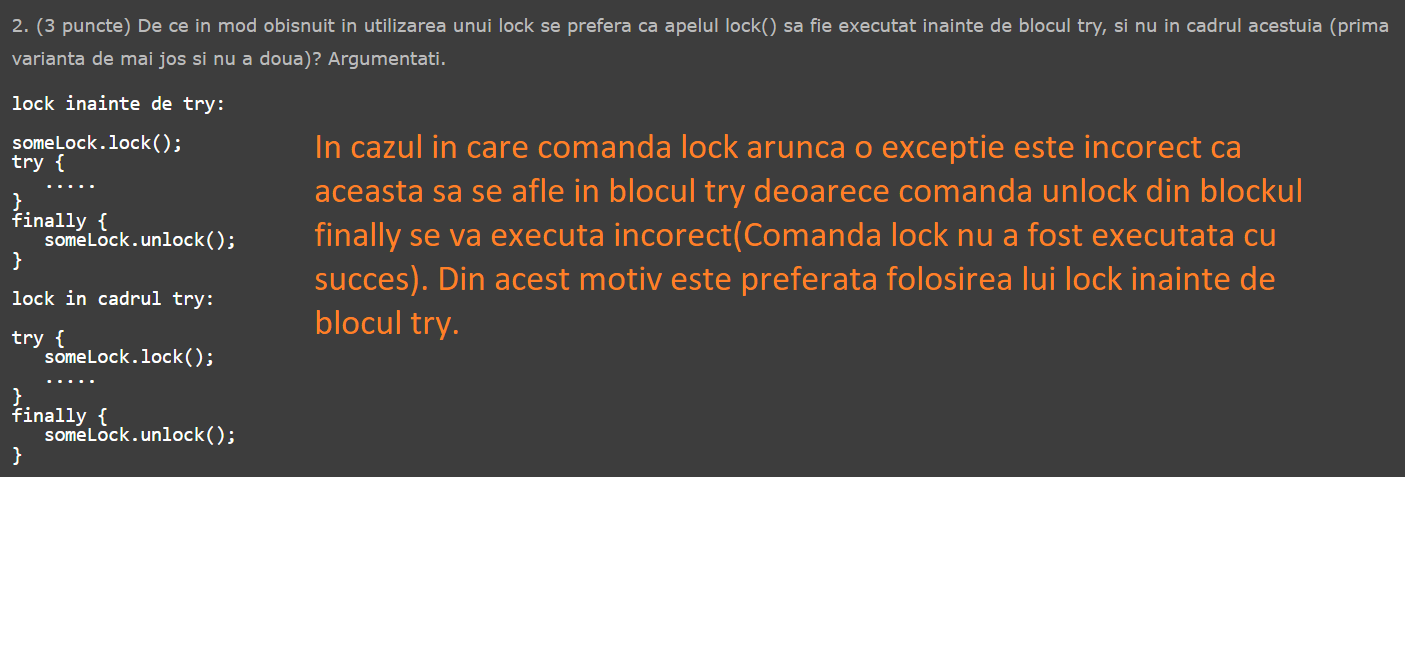 2. (3 puncte) De ce in mod obisnuit in utilizarea unui lock se prefera ca apelul lock() sa fie executat inainte de blocul try, si nu in cadrul acestuia (prima
varianta de mai jos si nu a doua)? Argumentati.
lock inainte de try:
someLock.lock();
try {
   .....
}
finally {
   someLock.unlock();
}
lock in cadrul try:
try {
   someLock.lock();
   .....
}
finally {
   someLock.unlock();
}
In cazul in care comanda lock arunca o exceptie este incorect ca
aceasta sa se afle in blocul try deoarece comanda unlock din blockul
finally se va executa incorect(Comanda lock nu a fost executata cu
succes). Din acest motiv este preferata folosirea lui lock inainte de
blocul try.